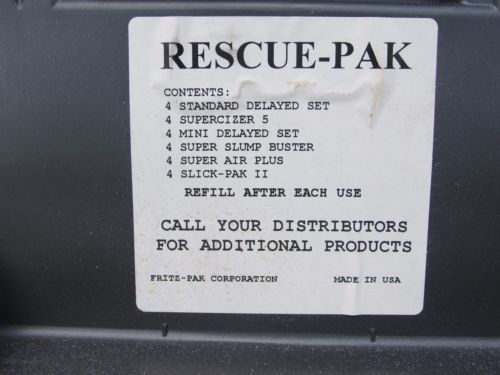 RESCUE-PAK
CONTENTS:
4 STANDARD DELAYED SET
4 SUPERCIZER 5
4 MINI DELAYED SET
4 SUPER SLUMP BUSTER
4 SUPER AIR PLUS
4 SLICK-PAK II
REFILL AFTER EACH USE
CALL YOUR DISTRIBUTORS
FOR ADDITIONAL PRODUCTS
FRITZ-PAK CORPORATION MADE IN USA